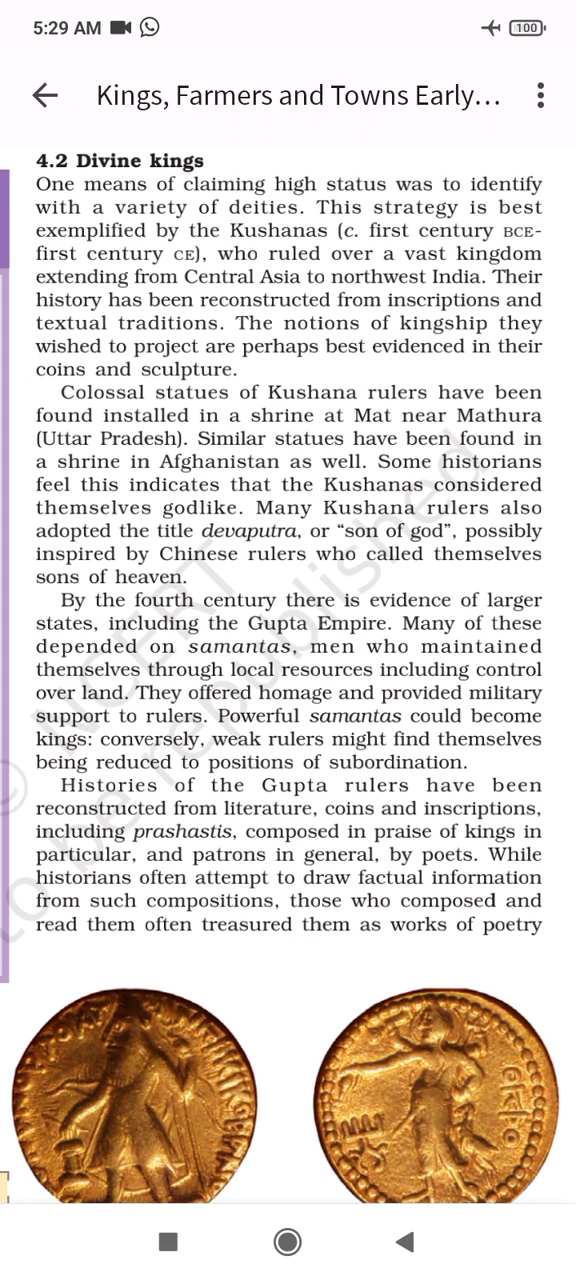 5:29 AM
100
Kings, Farmers and Towns Early...
4.2 Divine kings
One means of claiming high status was to identify
with a variety of deities. This strategy is best
exemplified by the Kushanas (c. first century BCE-
first century CE), who ruled over a vast kingdom
extending from Central Asia to northwest India. Their
history has been reconstructed from inscriptions and
textual traditions. The notions of kingship they
wished to project are perhaps best evidenced in their
coins and sculpture.
Colossal statues of Kushana rulers have been
found installed in a shrine at Mat near Mathura
(Uttar Pradesh). Similar statues have been found in
a shrine in Afghanistan as well. Some historians
feel this indicates that the Kushanas considered
themselves godlike. Many Kushana rulers also
adopted the title devaputra, or “son of god”, possibly
inspired by Chinese rulers who called themselves
sons of heaven.
By the fourth century there is evidence of larger
states, including the Gupta Empire. Many of these
depended on samantas, men who maintained
themselves through local resources including control
over land. They offered homage and provided military
support to rulers. Powerful samantas could become
kings: conversely, weak rulers might find themselves
being reduced to positions of subordination.
Histories of the Gupta rulers have been
reconstructed from literature, coins and inscriptions,
including prashastis, composed in praise of kings in
particular, and patrons in general, by poets. While
historians often attempt to draw factual information
from such compositions, those who composed and
read them often treasured them as works of poetry
© NCERT
to be republished